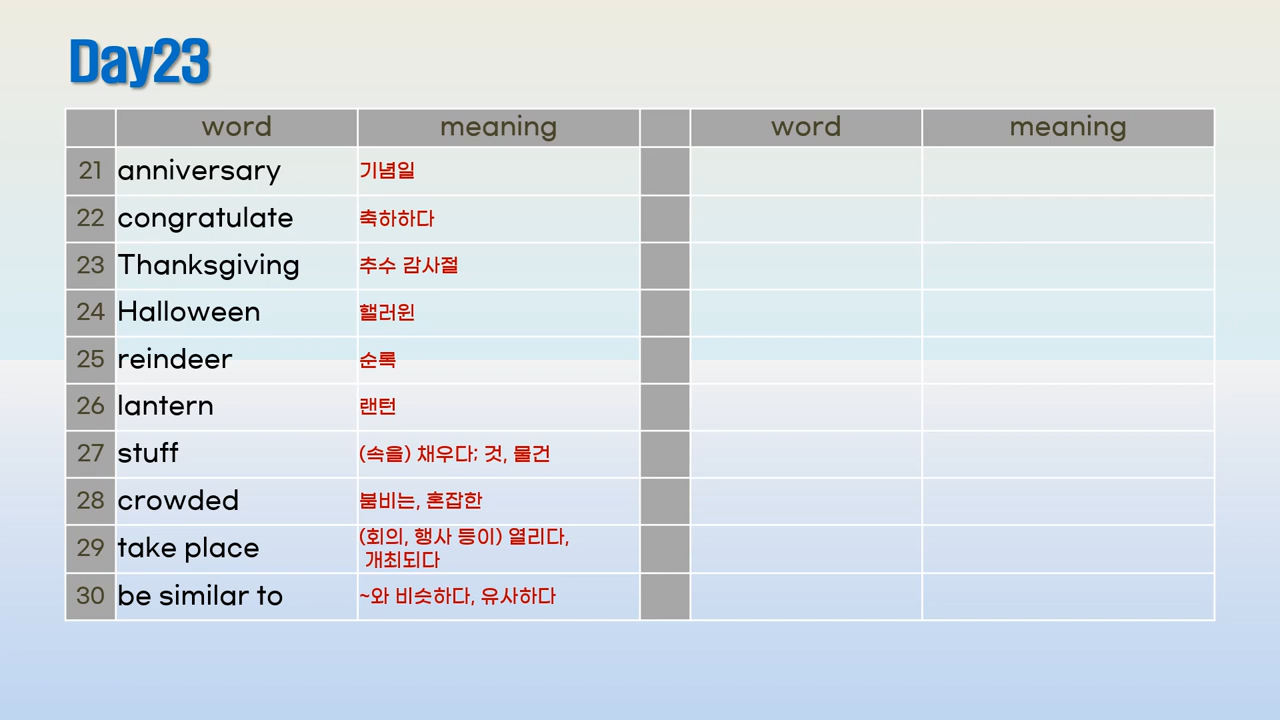 Day23
word meaning word meaning
21 anniversary 기념일
22 congratulate 축하하다
23 Thanksgiving 추수 감사절
24 Halloween 핼러윈
25 reindeer 순록
26 lantern 랜턴
27 stuff (속을) 채우다; 것, 물건
28 crowded 붐비는, 혼잡한
29 take place (회의, 행사 등이) 열리다,
개최되다
30 be similar to ~와 비슷하다, 유사하다